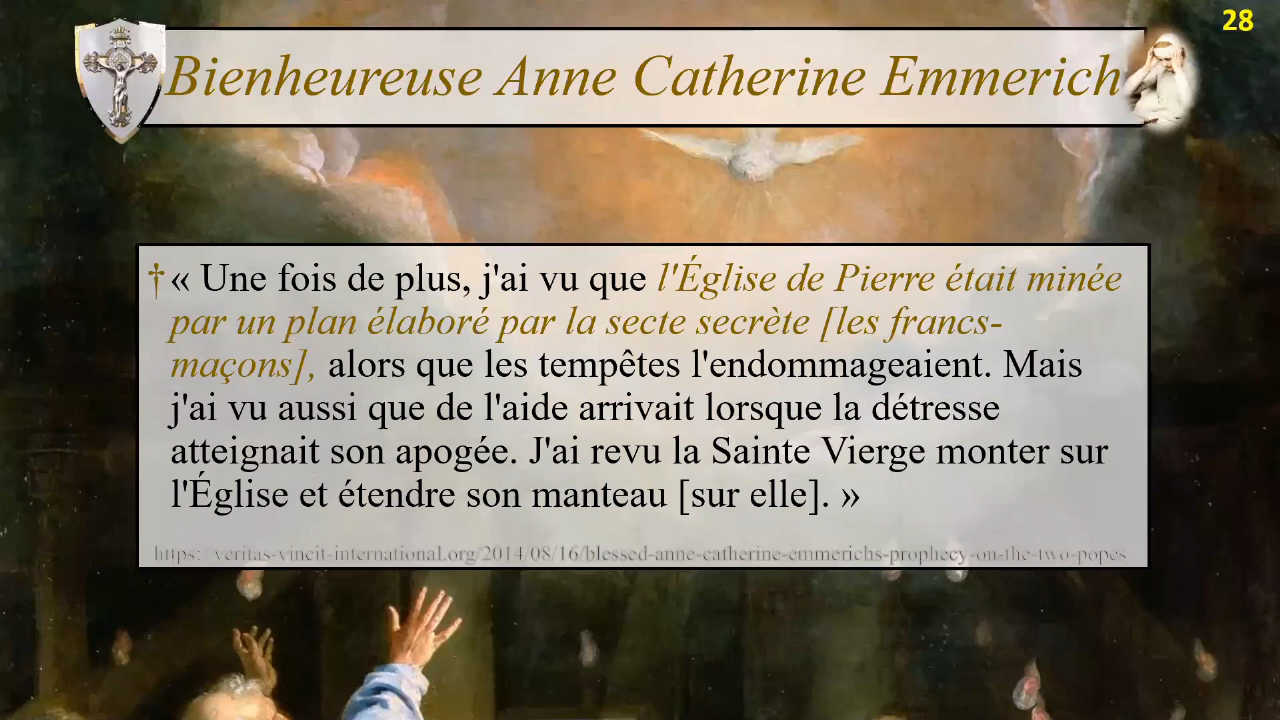 28
Bienheureuse Anne Catherine Emmerich
† « Une fois de plus, j'ai vu que l'Église de Pierre était minée
par un plan élaboré par la secte secrète [les francs-
maçons], alors que les tempêtes l'endommageaient. Mais
j'ai vu aussi que de l'aide arrivait lorsque la détresse
atteignait son apogée. J'ai revu la Sainte Vierge monter sur
l'Église et étendre son manteau [sur elle]. »
https://veritas-vincit-international.org/2014/08/16/blessed-anne-catherine-emmerichs-prophecy-on-the-two-popes